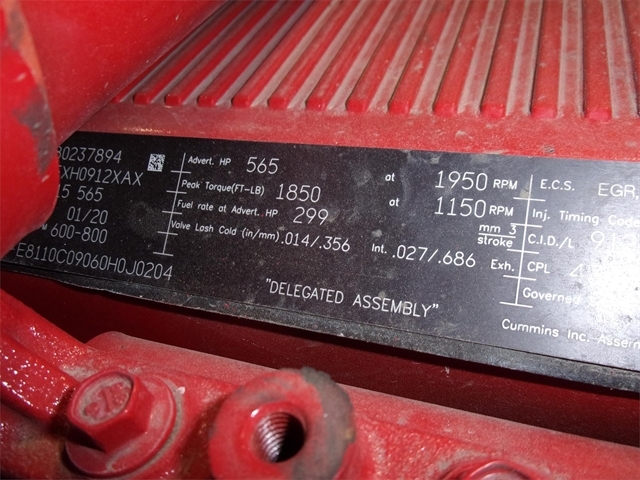 80237894
XH0912XAX
15 565
01/20
600-800
E8110C09060H0J0204
Advert. HP 565 at 1950 RPM
Peak Torque(FT-LB) 1850 at 1150 RPM
Fuel rate at Advert. HP 299 mm 3 stroke
Valve Lash Cold (in/mm) .014/.356 Int. .027/.686 Exh.
"DELEGATED ASSEMBLY"
E.C.S. EGR,
Inj. Timing Code
C.I.D./L 91
CPL 4
Governed
Cummins Inc. Assem